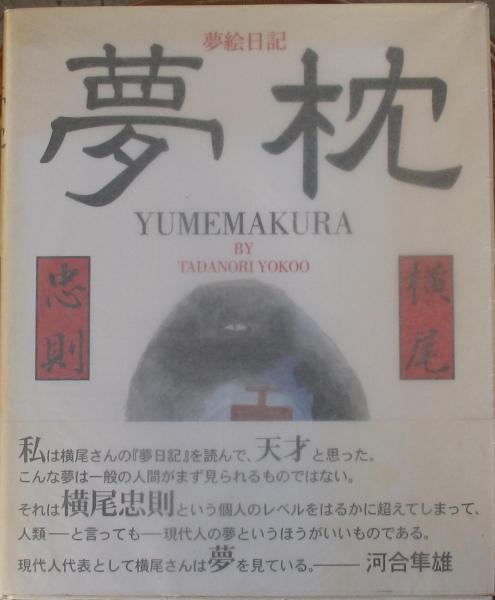 夢絵日記
夢枕
YUMEMAKURA
BY
TADANORI YOKOO
横尾
忠則
私は横尾さんの『夢日記』を読んで、天才と思った。
こんな夢は一般の人間がまず見られるものではない。
それは横尾忠則という個人のレベルをはるかに超えてしまって、
人類―と言っても―現代人の夢というほうがいいものである。
現代人代表として横尾さんは夢を見ている。――河合隼雄